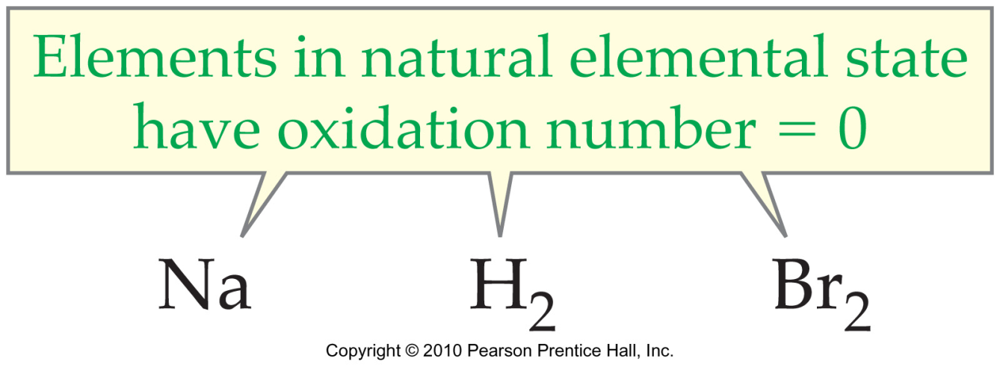 Elements in natural elemental state
have oxidation number = 0
Na H₂ Br₂
Copyright © 2010 Pearson Prentice Hall, Inc.